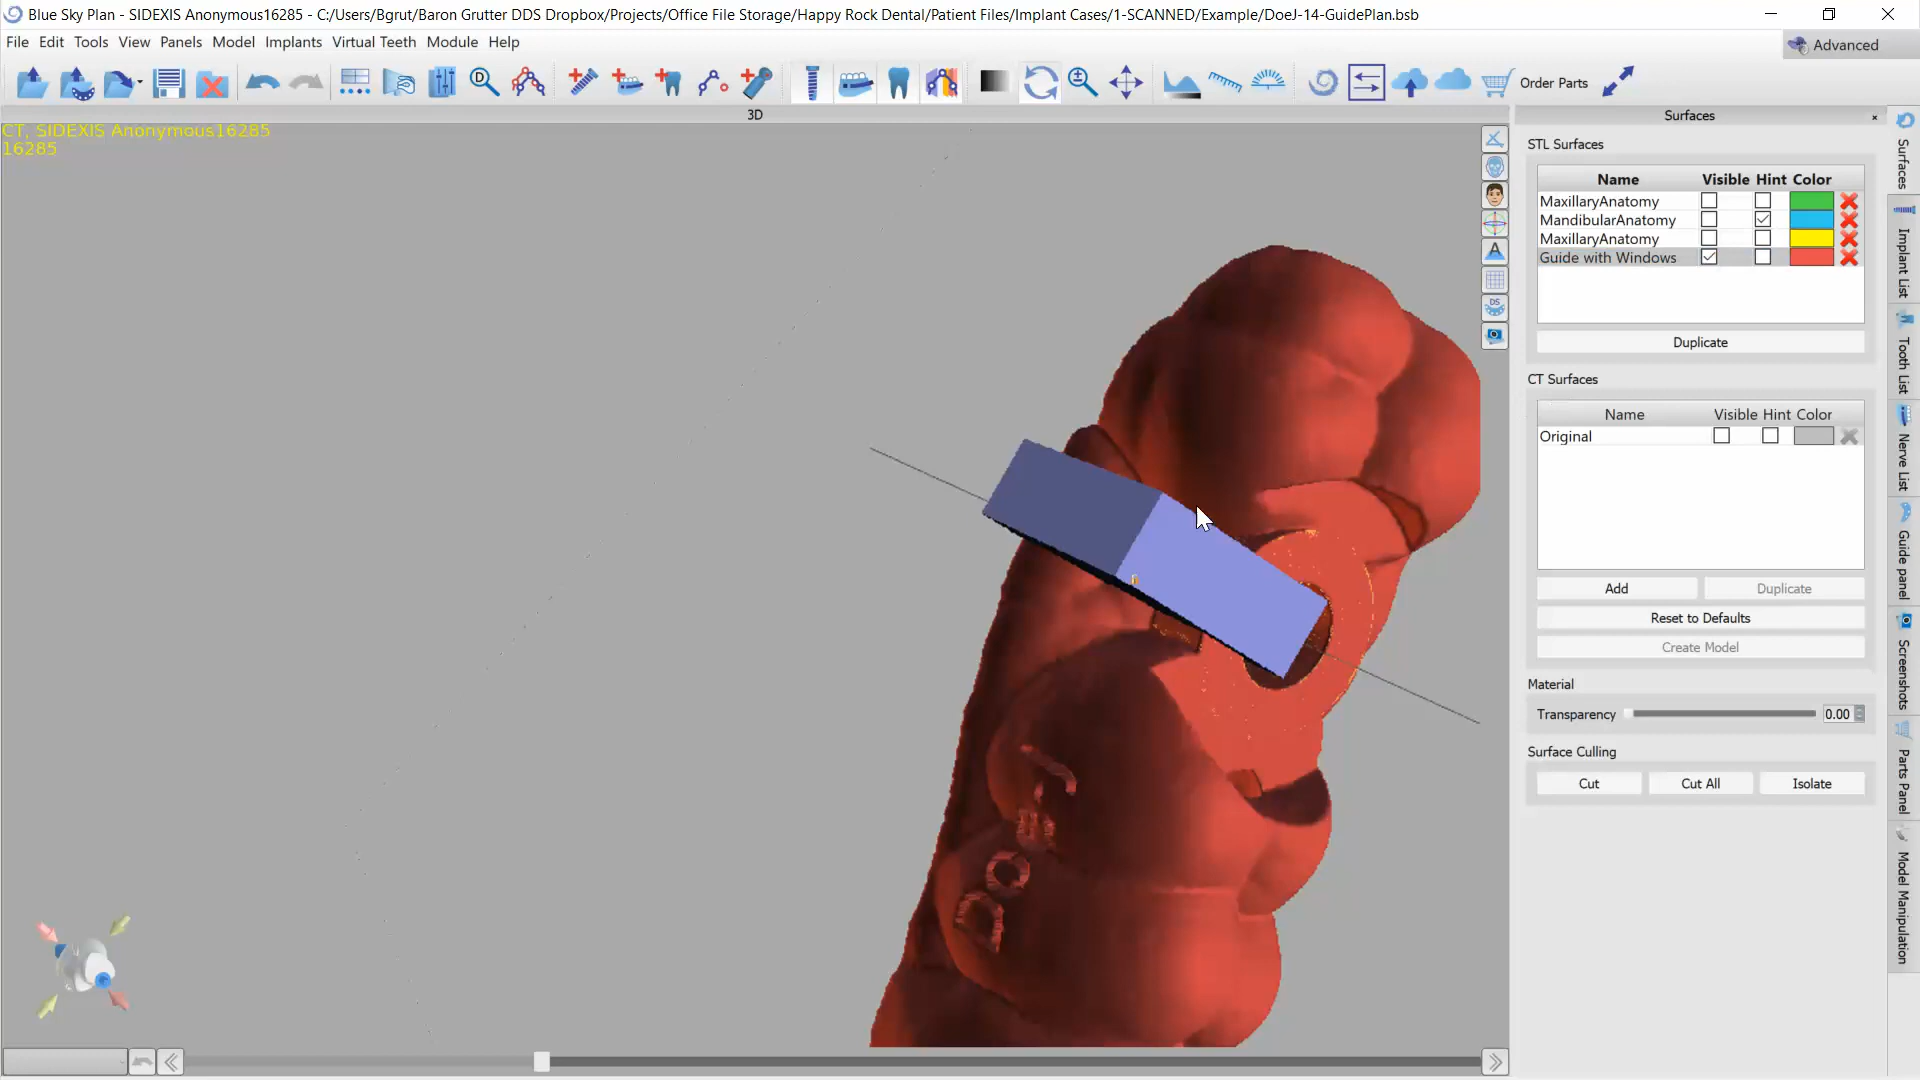 Blue Sky Plan - SIDEXIS Anonymous16285 - C:/Users/Bgrut/Baron Grutter DDS Dropbox/Projects/Office File Storage/Happy Rock Dental/Patient Files/Implant Cases/1-SCANNED/Example/DoeJ-14-GuidePlan.bsb
File Edit Tools View Panels Model Implants Virtual Teeth Module Help
Advanced
Order Parts
3D
CT, SIDEXIS Anonymous16285
16285
Surfaces
STL Surfaces
Name Visible Hint Color
MaxillaryAnatomy
MandibularAnatomy
MaxillaryAnatomy
Guide with Windows
Duplicate
CT Surfaces
Name Visible Hint Color
Original
Add Duplicate
Reset to Defaults
Create Model
Material
Transparency 0.00
Surface Culling
Cut Cut All Isolate
Surfaces
Implant List
Tooth List
Nerve List
Guide panel
Screenshots
Parts Panel
Model Manipulation